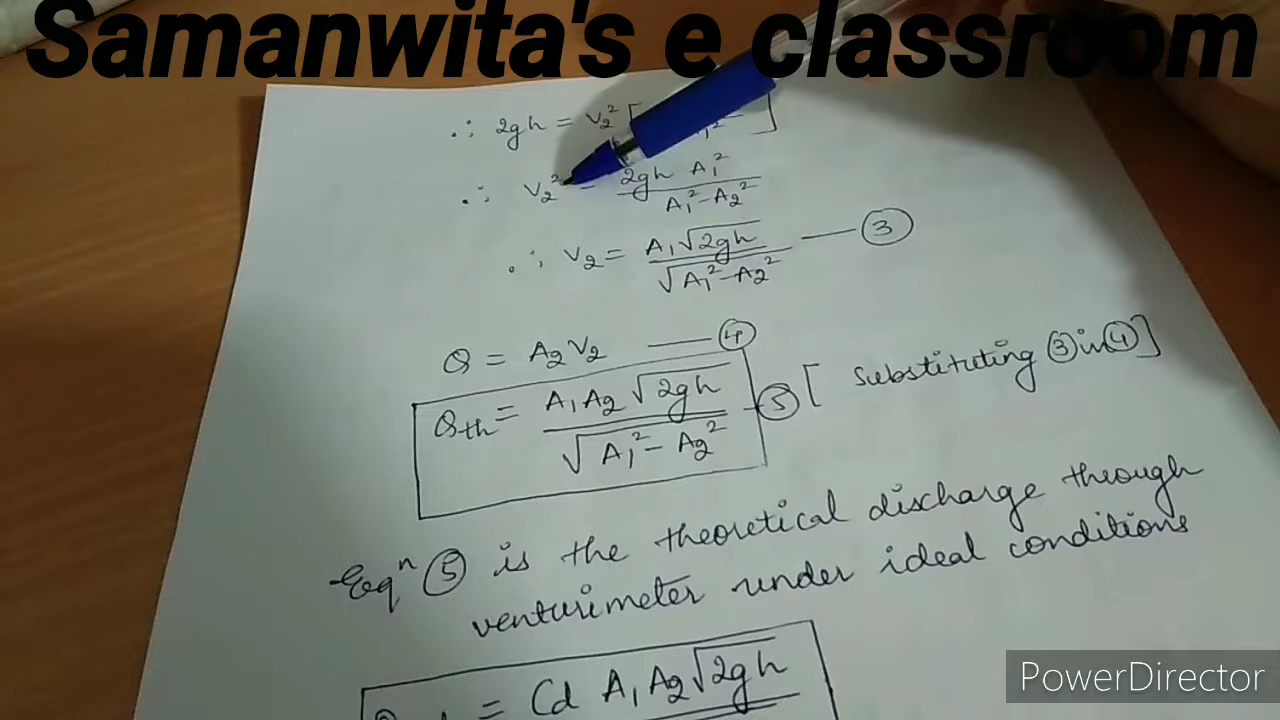 Samanwita's e classroom
∴ 2gh = V₂² [ A₁² ]
∴ V₂² = 2gh A₁² / A₁² - A₂²
∴ V₂ = A₁√2gh / √A₁² - A₂² — ③
Q = A₂V₂ — ④
Qth = A₁A₂√2gh / √A₁² - A₂² — ⑤ [substituting ③ in ④]
Eqⁿ ⑤ is the theoretical discharge through
venturimeter under ideal conditions
= Cd A₁A₂√2gh
PowerDirector